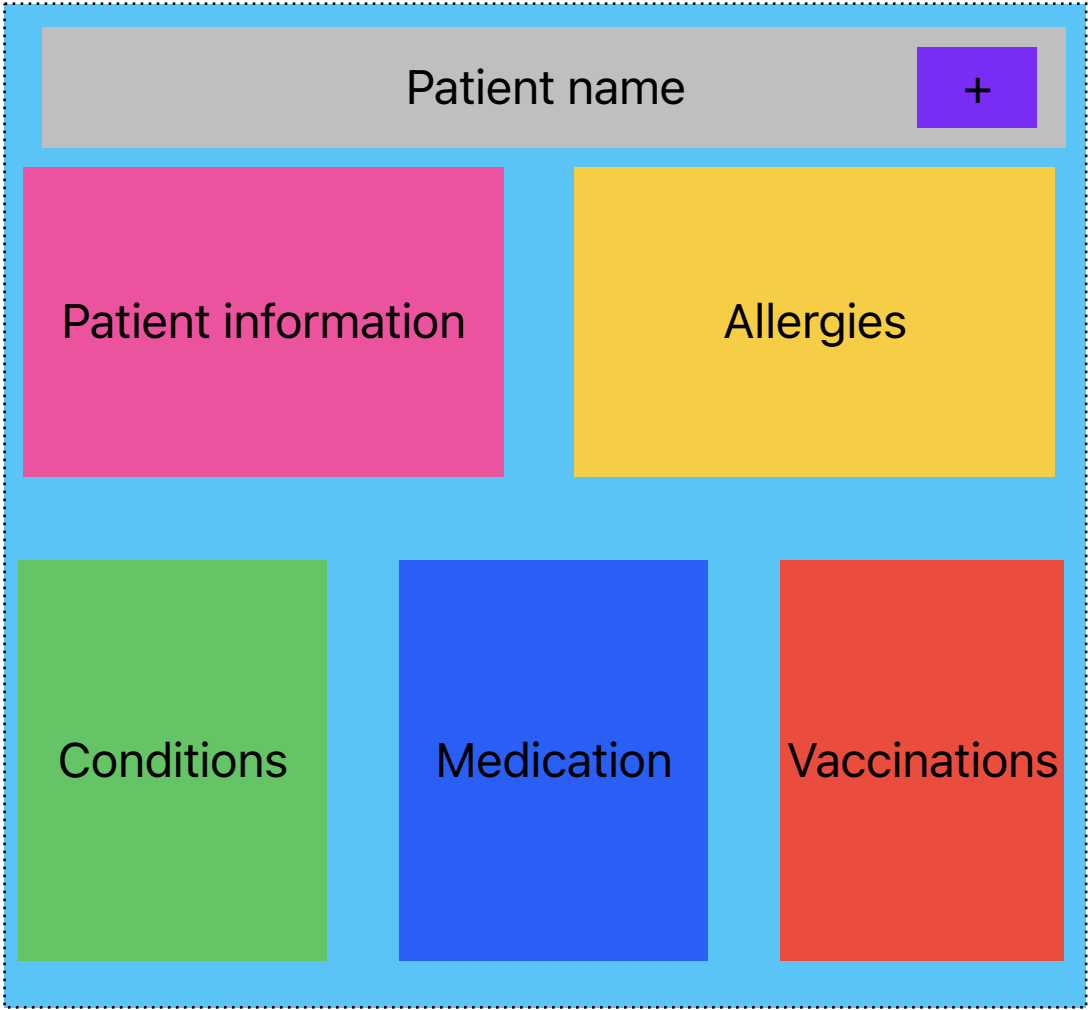 Patient name
+
Patient information
Allergies
Conditions
Medication
Vaccinations